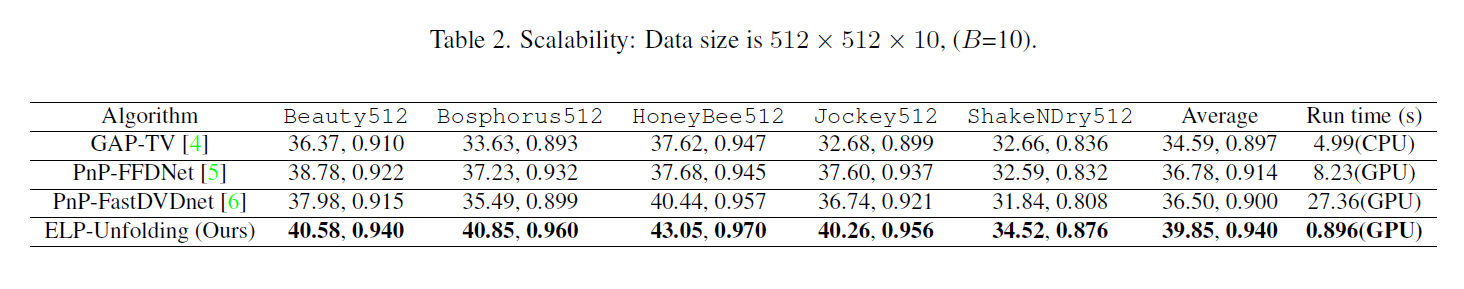 Table 2. Scalability: Data size is 512 × 512 × 10, (B=10).
Algorithm Beauty512 Bosphorus512 HoneyBee512 Jockey512 ShakeNDry512 Average Run time (s)
GAP-TV [4] 36.37, 0.910 33.63, 0.893 37.62, 0.947 32.68, 0.899 32.66, 0.836 34.59, 0.897 4.99(CPU)
PnP-FFDNet [5] 38.78, 0.922 37.23, 0.932 37.68, 0.945 37.60, 0.937 32.59, 0.832 36.78, 0.914 8.23(GPU)
PnP-FastDVDnet [6] 37.98, 0.915 35.49, 0.899 40.44, 0.957 36.74, 0.921 31.84, 0.808 36.50, 0.900 27.36(GPU)
ELP-Unfolding (Ours) 40.58, 0.940 40.85, 0.960 43.05, 0.970 40.26, 0.956 34.52, 0.876 39.85, 0.940 0.896(GPU)